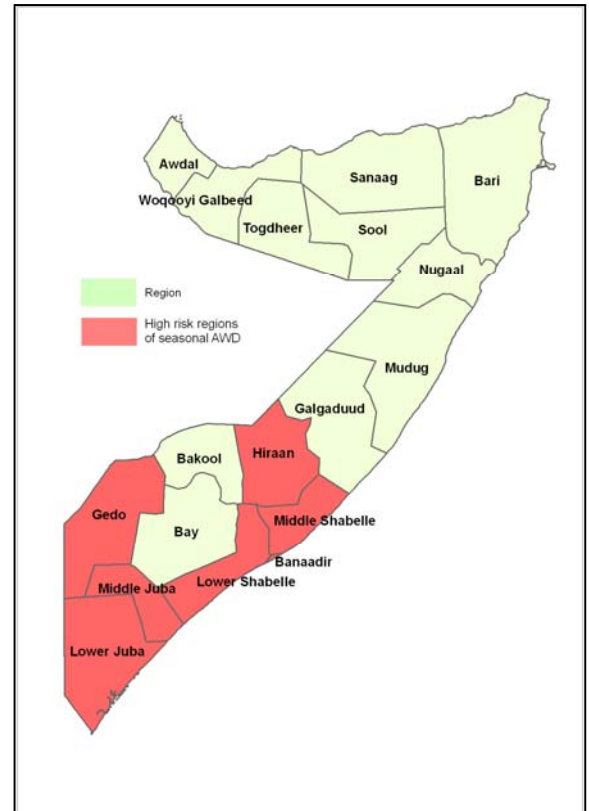 Awdal
Sanaag
Bari
Woqooyi Galbeed
Togdheer
Sool
Nugaal
Region
High risk regions
of seasonal AWD
Mudug
Galgaduud
Hiraan
Bakool
Gedo
Middle Shabelle
Bay
Banaadir
Lower Shabelle
Middle Juba
Lower Juba